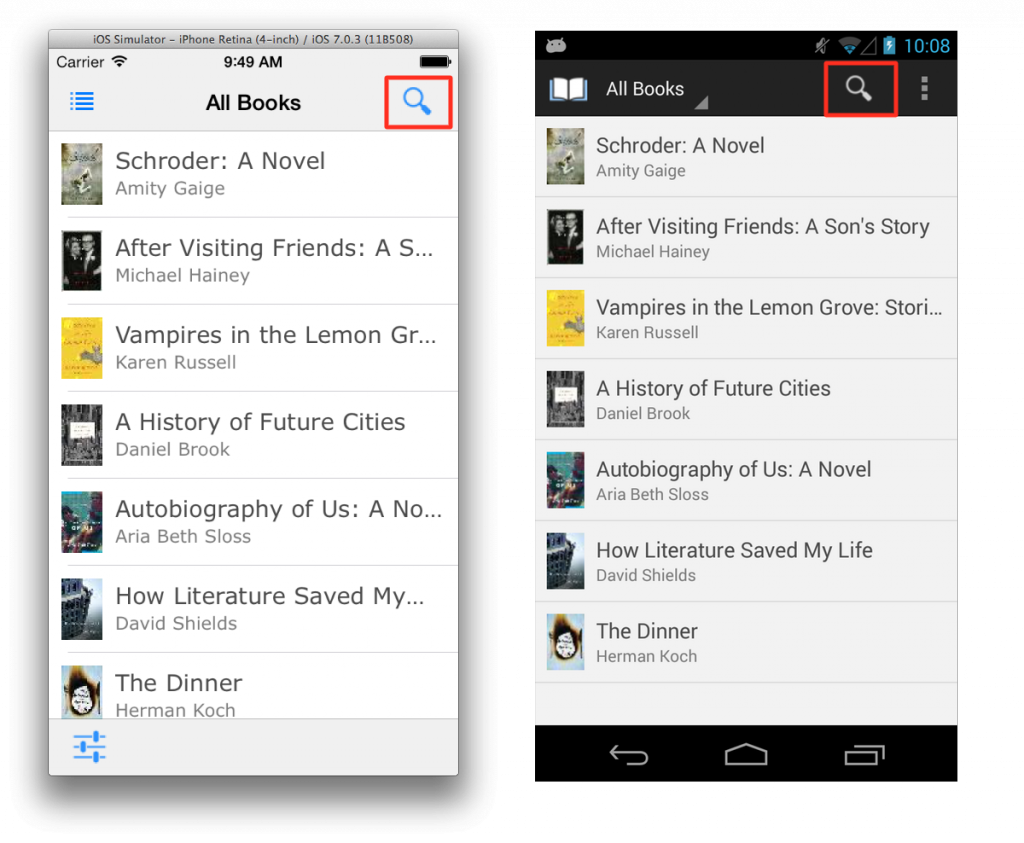 iOS Simulator - iPhone Retina (4-inch) / iOS 7.0.3 (11B508)
Carrier
9:49 AM
All Books
Schroder: A Novel
Amity Gaige
After Visiting Friends: A S...
Michael Hainey
Vampires in the Lemon Gr...
Karen Russell
A History of Future Cities
Daniel Brook
Autobiography of Us: A No...
Aria Beth Sloss
How Literature Saved My...
David Shields
The Dinner
Herman Koch
10:08
All Books
Schroder: A Novel
Amity Gaige
After Visiting Friends: A Son's Story
Michael Hainey
Vampires in the Lemon Grove: Stori...
Karen Russell
A History of Future Cities
Daniel Brook
Autobiography of Us: A Novel
Aria Beth Sloss
How Literature Saved My Life
David Shields
The Dinner
Herman Koch